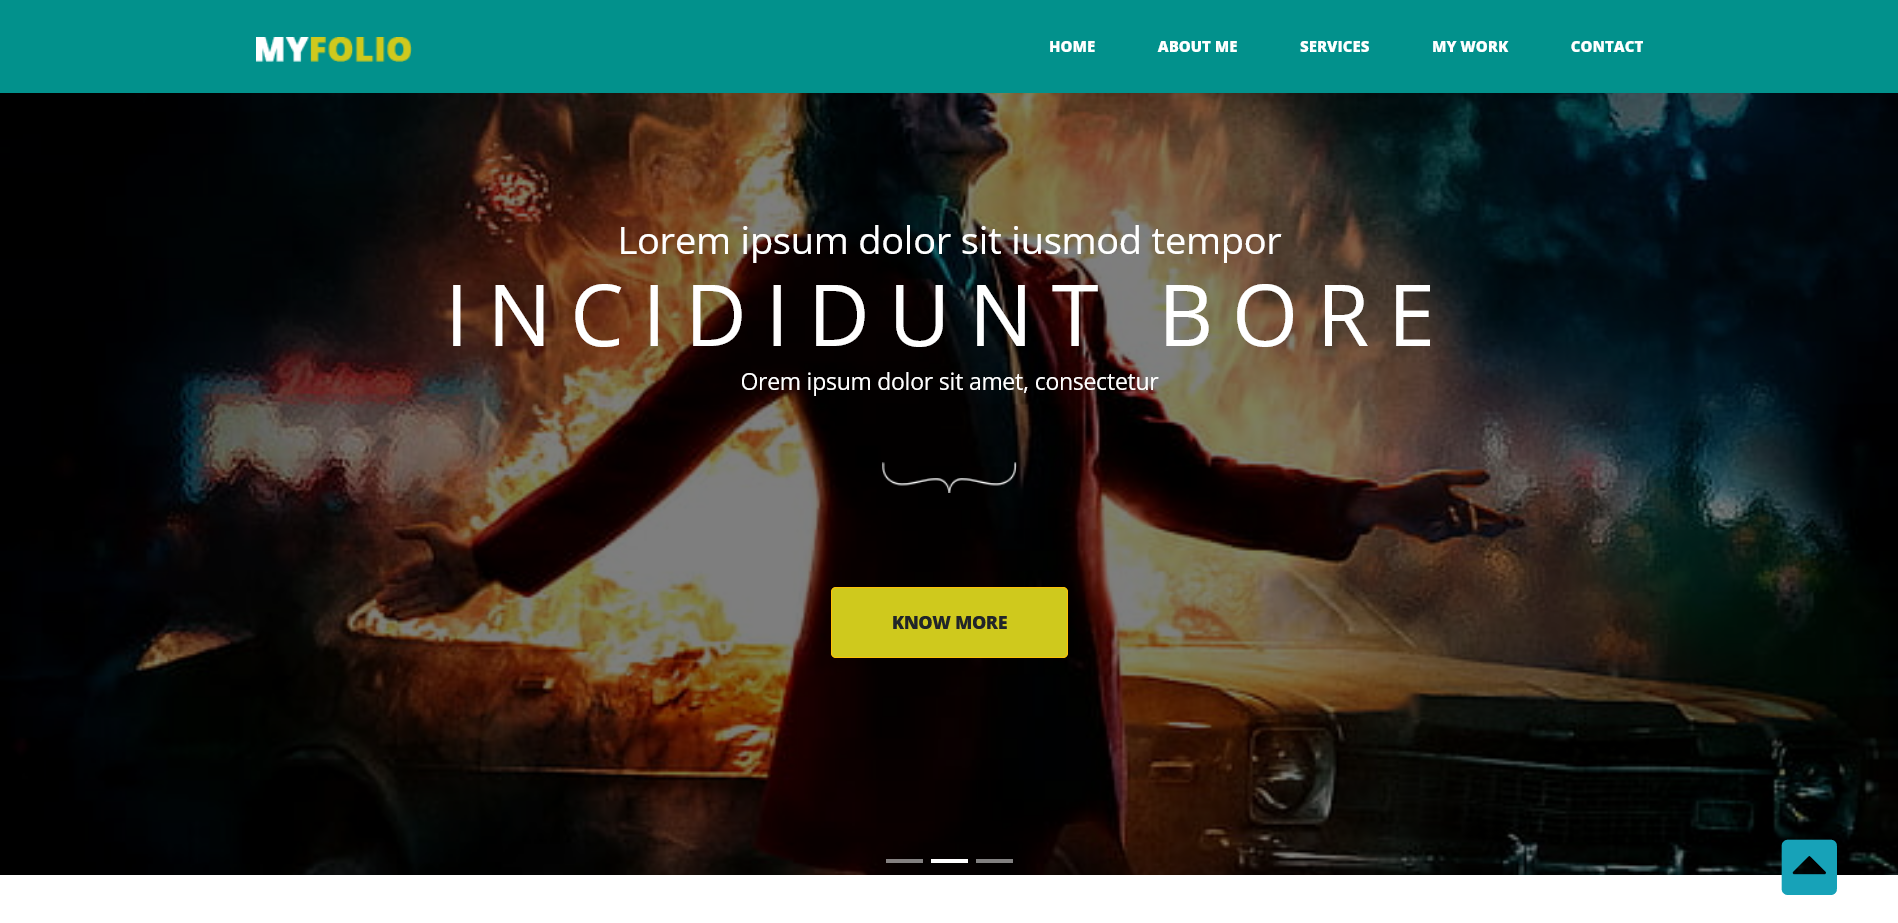 MYFOLIO
HOME ABOUT ME SERVICES MY WORK CONTACT
Lorem ipsum dolor sit iusmod tempor
INCIDIDUNT BORE
Orem ipsum dolor sit amet, consectetur
KNOW MORE